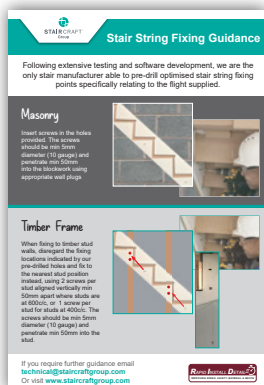 STAIRCRAFT
Group
Stair String Fixing Guidance
Following extensive testing and software development, we are the
only stair manufacturer able to pre-drill optimised stair string fixing
points specifically relating to the flight supplied.
Masonry
Insert screws in the holes
provided. The screws
should be min 5mm
diameter (10 gauge) and
penetrate min 50mm
into the blockwork using
appropriate wall plugs
Timber Frame
When fixing to timber stud
walls, disregard the fixing
locations indicated by our
pre-drilled holes and fix to
the nearest stud position
instead, using 2 screws per
stud aligned vertically min
50mm apart where studs are
at 600c/c, or 1 screw per
stud for studs at 400c/c. The
screws should be min 5mm
diameter (10 gauge) and
penetrate min 50mm into the
stud.
If you require further guidance email
technical@staircraftgroup.com
Or visit www.staircraftgroup.com
RAPID INSTALL DETAIL